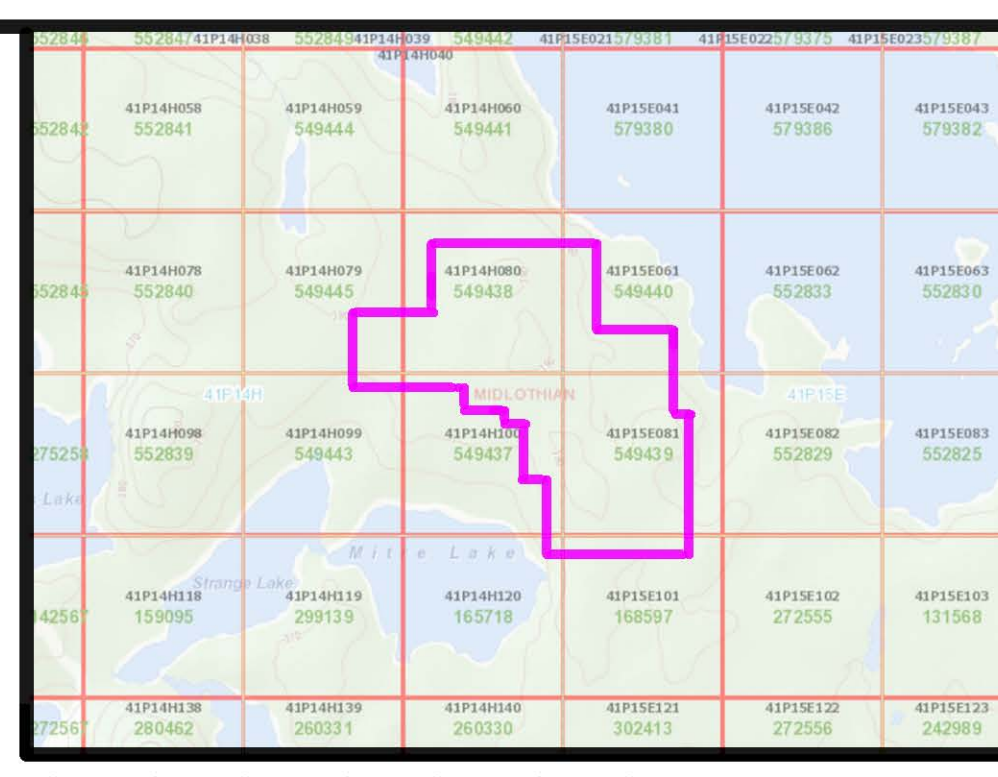 552846 552847 41P14H038 552849 41P14H039 549442 41P15E021 579381 41P15E022 579375 41P15E023 579387
41P14H040
41P14H058 41P14H059 41P14H060 41P15E041 41P15E042 41P15E043
552842 552841 549444 549441 579380 579386 579382
41P14H078 41P14H079 41P14H080 41P15E061 41P15E062 41P15E063
552840 549445 549438 549440 552833 552830
41P14H MIDLOTHIAN 41P15E
41P14H098 41P14H099 41P14H100 41P15E081 41P15E082 41P15E083
275258 552839 549443 549437 549439 552829 552825
Lake
Mitre Lake
Strange Lake
41P14H118 41P14H119 41P14H120 41P15E101 41P15E102 41P15E103
142567 159095 299139 165718 168597 272555 131568
41P14H138 41P14H139 41P14H140 41P15E121 41P15E122 41P15E123
272567 280462 260331 260330 302413 272556 242989